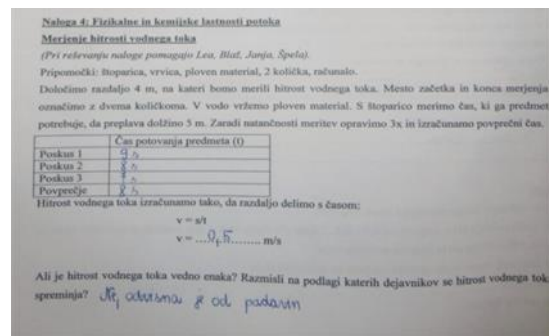 Naloga 4: Fizikalne in kemijske lastnosti potoka
Merjenje hitrosti vodnega toka
(Pri reševanju naloge pomagajo Lea, Blaž, Janja, Špela).
Pripomočki: štoparica, vrvica, ploven material, 2 količka, računalo.
Določimo razdaljo 4 m, na kateri bomo merili hitrost vodnega toka. Mesto začetka in konca merjenja
označimo z dvema količkoma. V vodo vržemo ploven material. S štoparico merimo čas, ki ga predmet
potrebuje, da preplava dolžino 5 m. Zaradi natančnosti meritev opravimo 3x in izračunamo povprečni čas.
Čas potovanja predmeta (t)
Poskus 1 9 s
Poskus 2 8 s
Poskus 3 s
Povprečje 8 s
Hitrost vodnega toka izračunamo tako, da razdaljo delimo s časom:
v = s/t
v = ....0,5........ m/s
Ali je hitrost vodnega toka vedno enaka? Razmisli na podlagi katerih dejavnikov se hitrost vodnega toka
spreminja? Ne, odvisna je od padavin